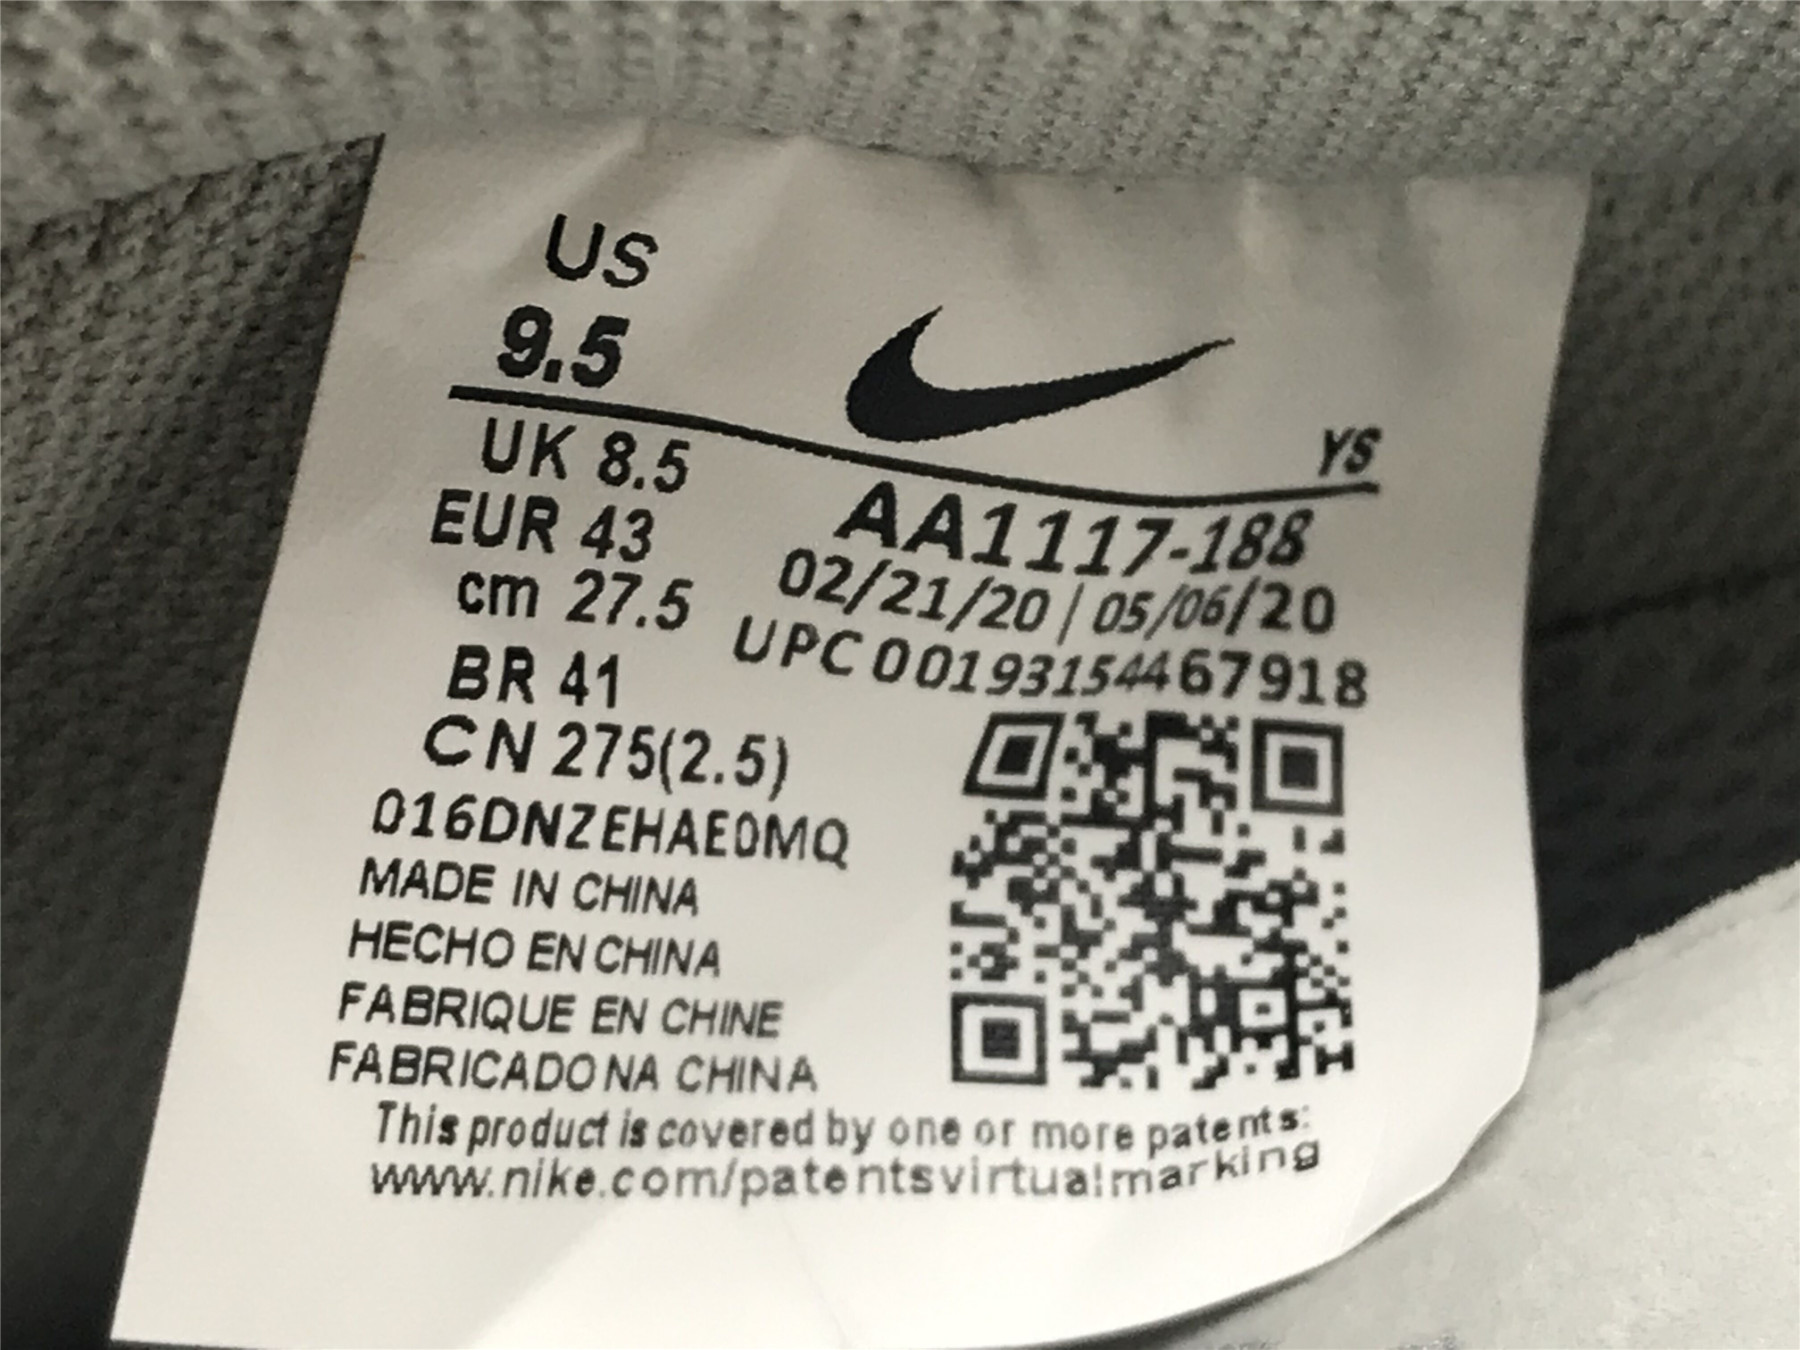 US
9.5
YS
UK 8.5
EUR 43
cm 27.5
BR 41
CN 275(2.5)
AA1117-188
02/21/20 | 05/06/20
UPC 00193154467918
016DNZEHAE0MQ
MADE IN CHINA
HECHO EN CHINA
FABRIQUE EN CHINE
FABRICADO NA CHINA
This product is covered by one or more patents:
www.nike.com/patentsvirtualmarking